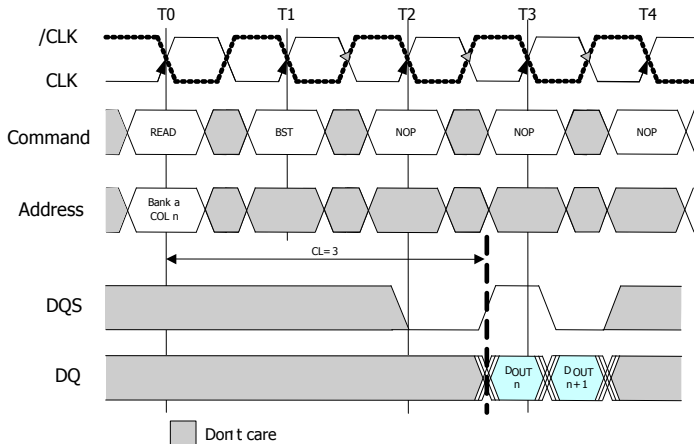 T0 T1 T2 T3 T4
/CLK
CLK
Command READ BST NOP NOP NOP
Address Bank a
COL n
CL=3
DQS
DQ DOUT n DOUT n+1
Don't care